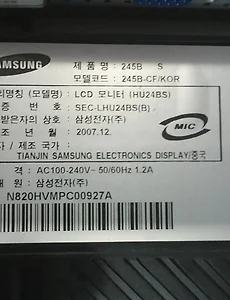 SAMSUNG
제 품 명 : 245B S
모델코드 : 245B-CF/KOR
의명칭 (모델명) : LCD 모니터 (HU24BS)
증 번호 : SEC-LHU24BS(B)
받은자의 상호 : 삼성전자(주)
조 년 월 : 2007.12.
MIC
자 / 제조 국가 :
TIANJIN SAMSUNG ELECTRONICS DISPLAY/중국
격 : AC100-240V~ 50/60Hz 1.2A
매 원 : 삼성전자(주)
N820HVMPC00927A